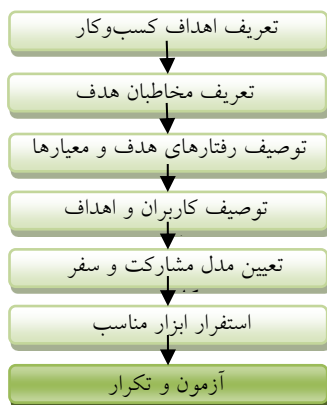 تعریف اهداف کسب‌وکار
تعریف مخاطبان هدف
توصیف رفتارهای هدف و معیارها
توصیف کاربران و اهداف
تعیین مدل مشارکت و سفر
استفرار ابزار مناسب
آزمون و تکرار